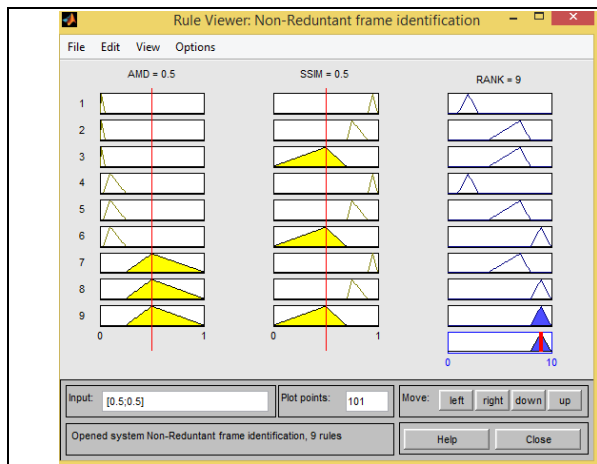 Rule Viewer: Non-Reduntant frame identification
File Edit View Options
AMD = 0.5 SSIM = 0.5 RANK = 9
1
2
3
4
5
6
7
8
9
0 1 0 1
0 10
Input: [0.5;0.5] Plot points: 101 Move: left right down up
Opened system Non-Reduntant frame identification, 9 rules Help Close